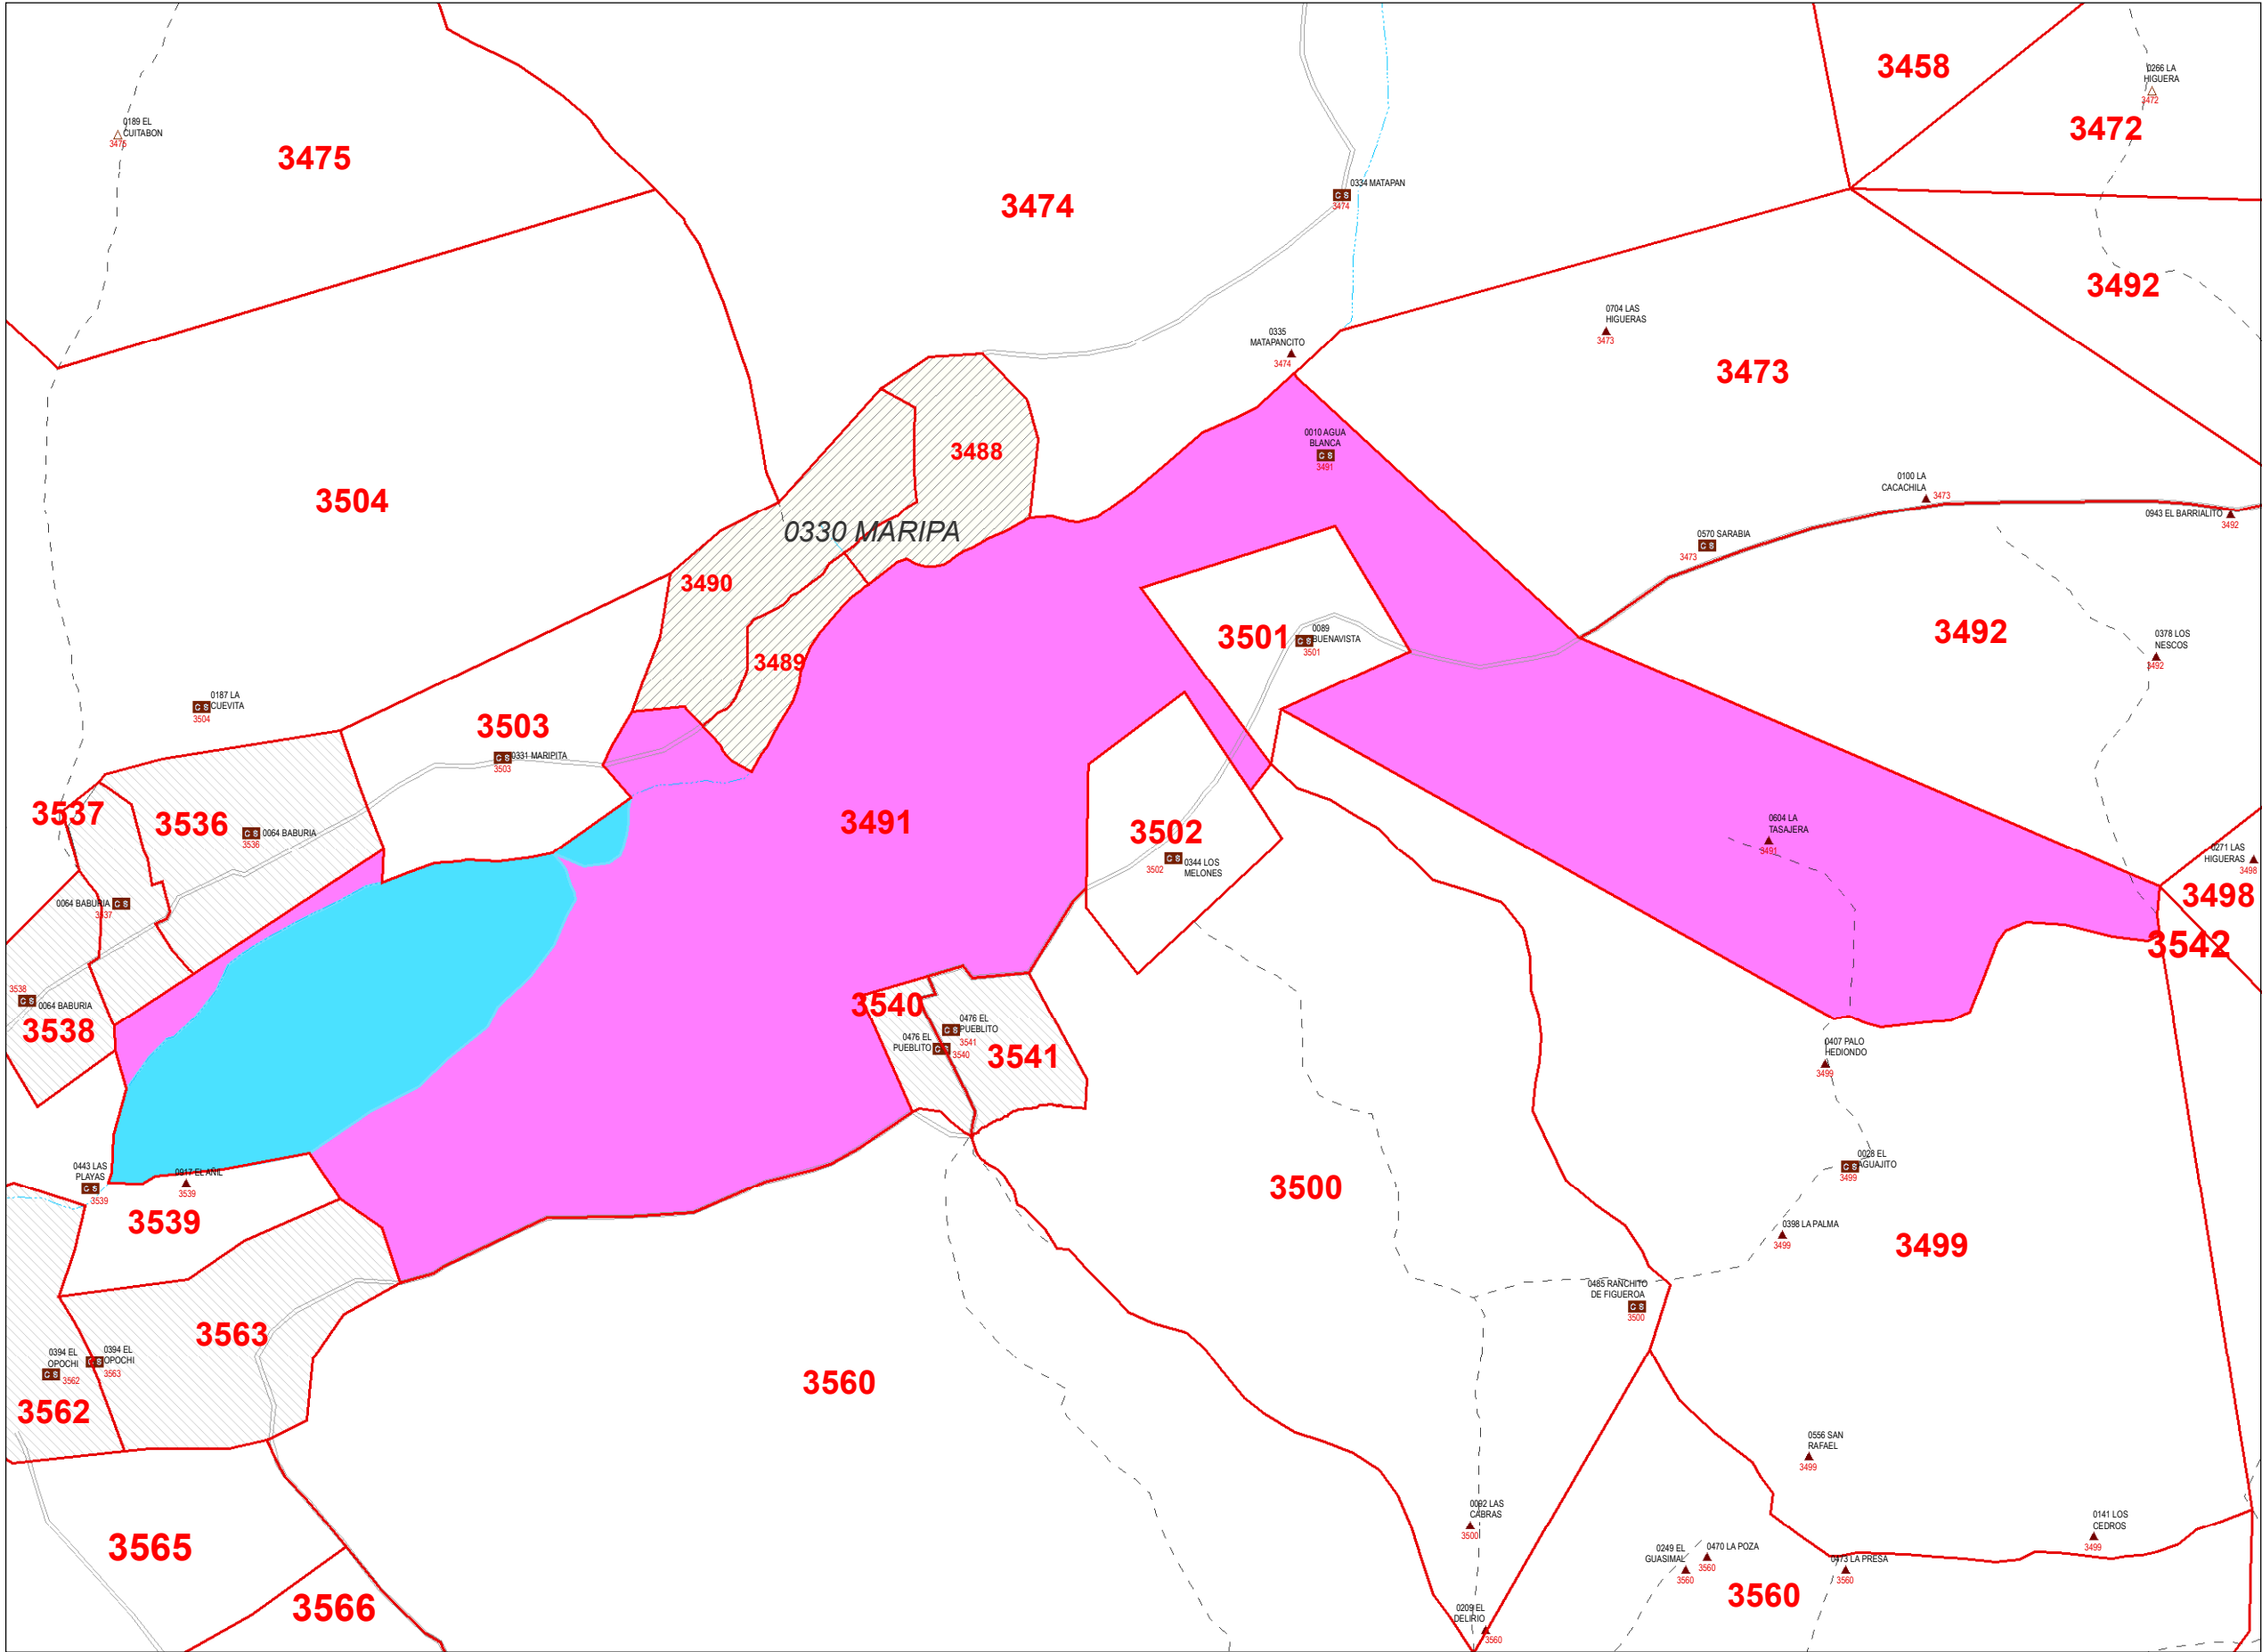 3458
0266 LA
HIGUERA
3472
3472
0189 EL
CUITABON
3475
3475
0334 MATAPAN
3474
3474
3492
0704 LAS
HIGUERAS
3473
0335
MATAPANCITO
3474
3473
0010 AGUA
BLANCA
C S
3491
3488
0100 LA
CACACHILA
3473
3504
0943 EL BARRIALITO
3492
0330 MARIPA
0570 SARABIA
C S
3473
3490
3492
3501
0089
BUENAVISTA
C S
3501
0378 LOS
NESCOS
3492
3489
0187 LA
CUEVITA
C S
3504
3503
0331 MARIPITA
C S
3503
3537
3536
0064 BABURIA
C S
3536
3491
3502
0344 LOS
MELONES
C S
3502
0604 LA
TASAJERA
3491
0271 LAS
HIGUERAS
3498
3498
0064 BABURIA
C S
3537
3542
3538
C S
0064 BABURIA
3538
3540
0476 EL
PUEBLITO
C S
3541
0476 EL
PUEBLITO
C S
3540
3541
0407 PALO
HEDIONDO
3499
0443 LAS
PLAYAS
C S
3539
0917 EL AÑIL
3539
3539
3500
0028 EL
AGUAJITO
C S
3499
0398 LA PALMA
3499
3499
0485 RANCHITO
DE FIGUEROA
C S
3500
3563
0394 EL
OPOCHI
C S
3562
0394 EL
OPOCHI
C S
3563
3562
3560
0556 SAN
RAFAEL
3499
0092 LAS
CABRAS
3500
0141 LOS
CEDROS
3499
3565
0249 EL
GUASIMAL
3560
0470 LA POZA
3560
0473 LA PRESA
3560
3566
3560
0209 EL
DELIRIO
3560